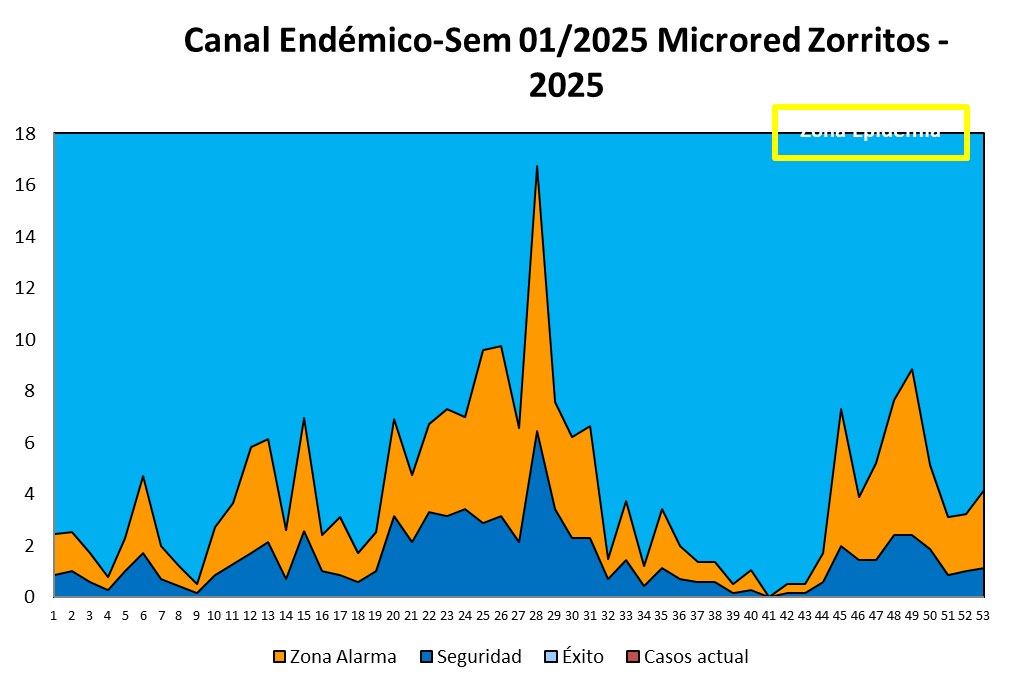 Canal Endémico-Sem 01/2025 Microred Zorritos -
2025
Zona Epidemia
18
16
14
12
10
8
6
4
2
0
1 2 3 4 5 6 7 8 9 10 11 12 13 14 15 16 17 18 19 20 21 22 23 24 25 26 27 28 29 30 31 32 33 34 35 36 37 38 39 40 41 42 43 44 45 46 47 48 49 50 51 52 53
Zona Alarma Seguridad Éxito Casos actual